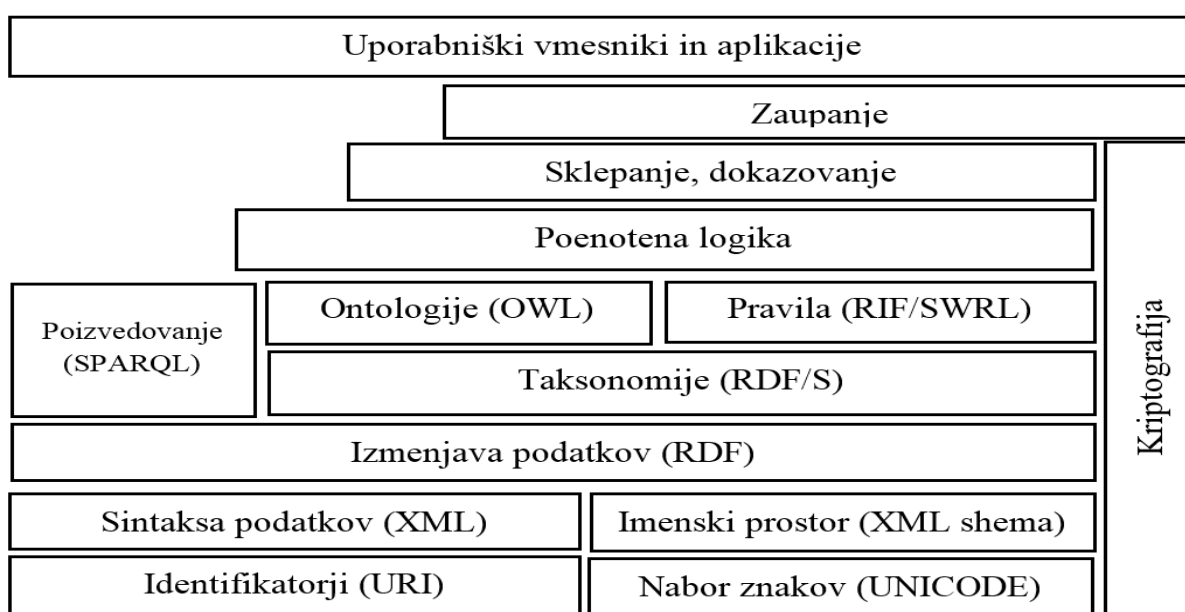 Uporabniški vmesniki in aplikacije
Zaupanje
Sklepanje, dokazovanje
Poenotena logika
Poizvedovanje
(SPARQL)
Ontologije (OWL)
Pravila (RIF/SWRL)
Taksonomije (RDF/S)
Izmenjava podatkov (RDF)
Sintaksa podatkov (XML)
Imenski prostor (XML shema)
Identifikatorji (URI)
Nabor znakov (UNICODE)
Kriptografija